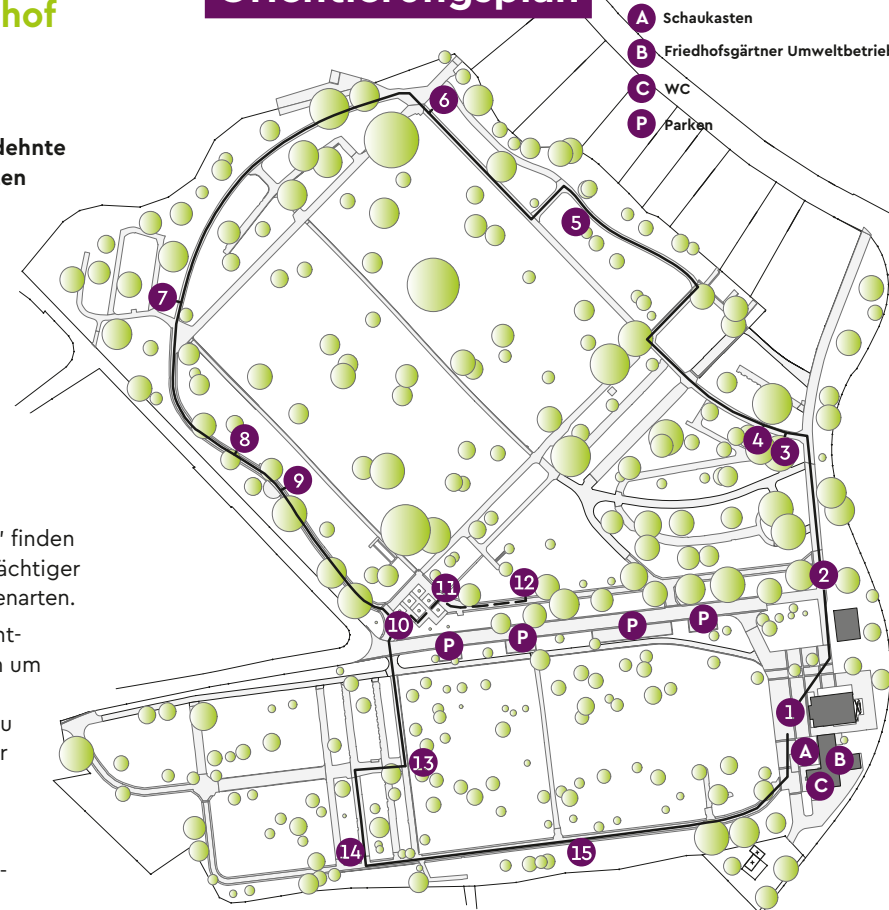 hof
Orientierungsplan
A Schaukasten
B Friedhofsgärtner Umweltbetrieb
C WC
P Parken
dehnte
en
" finden
ächtiger
enarten.
nt-
n um
u
r
-
6
5
7
8
9
4
3
2
11
12
10
P
P
P
P
1
A
B
C
13
14
15